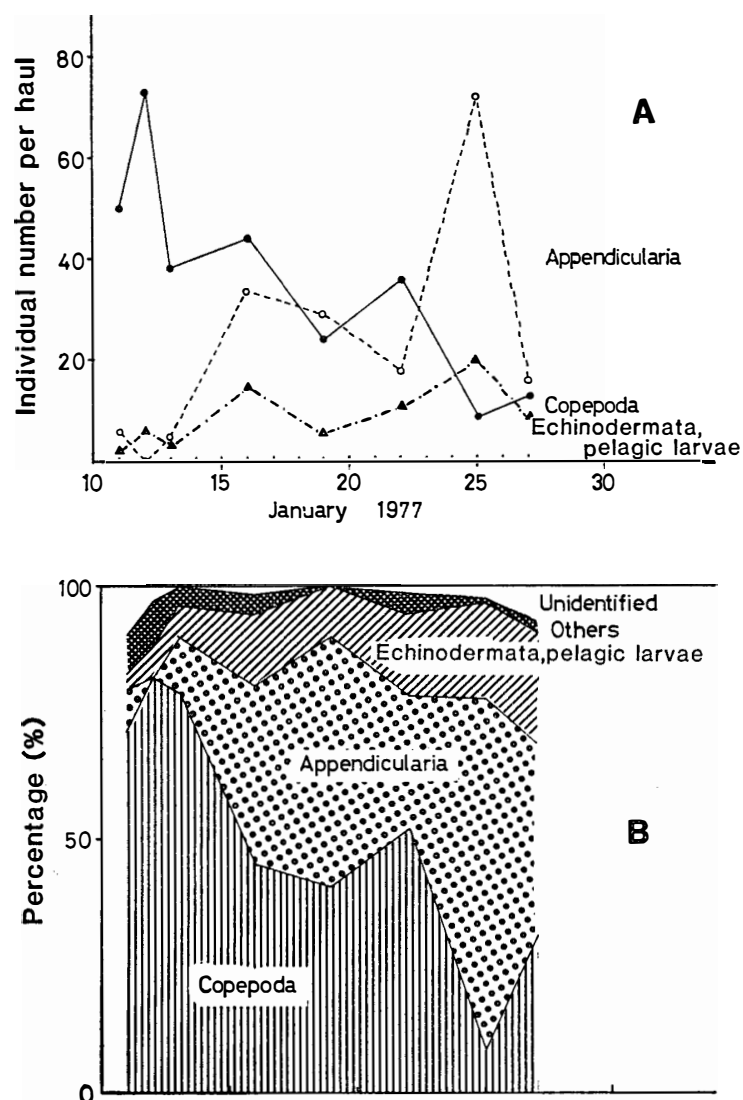 Individual number per haul
80
60
40
20
A
Appendicularia
Copepoda
Echinodermata,
pelagic larvae
10 15 20 25 30
January 1977
Percentage (%)
100
50
0
B
Unidentified
Others
Echinodermata,pelagic larvae
Appendicularia
Copepoda